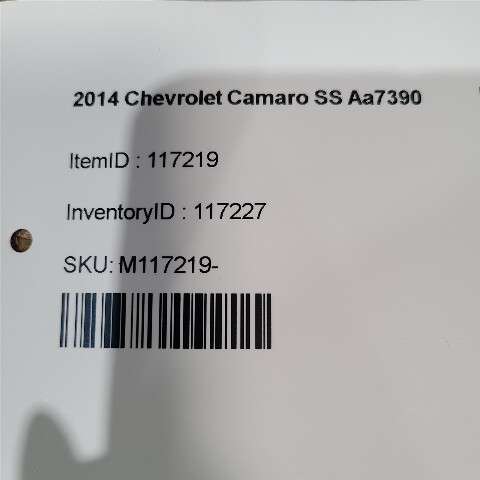 2014 Chevrolet Camaro SS Aa7390
ItemID : 117219
InventoryID : 117227
SKU: M117219-